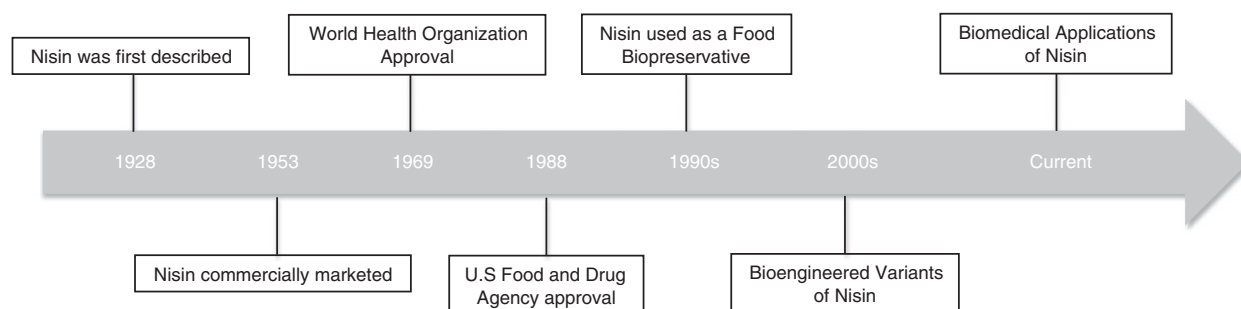 Nisin was first described
World Health Organization
Approval
Nisin used as a Food
Biopreservative
Biomedical Applications
of Nisin
1928
1953
1969
1988
1990s
2000s
Current
Nisin commercially marketed
U.S Food and Drug
Agency approval
Bioengineered Variants
of Nisin